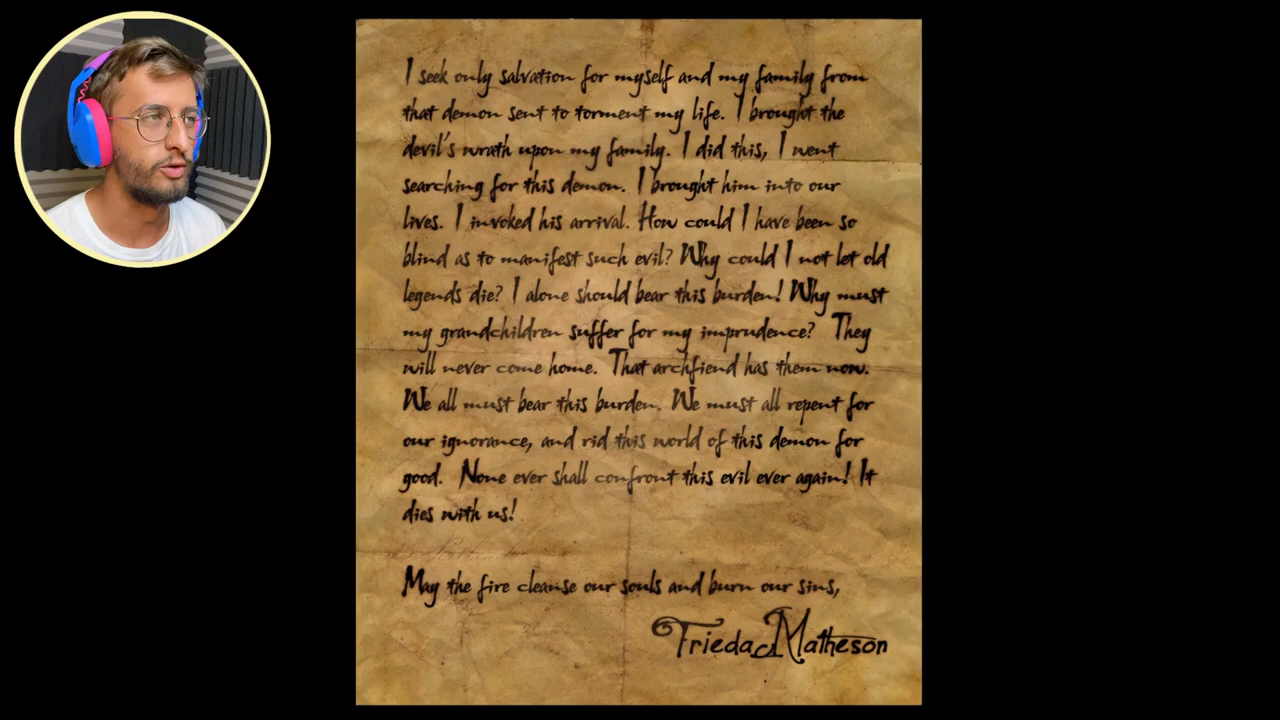 I seek only salvation for myself and my family from
that demon sent to torment my life. I brought the
devil's wrath upon my family. I did this, I went
searching for this demon. I brought him into our
lives. I invoked his arrival. How could I have been so
blind as to manifest such evil? Why could I not let old
legends die? I alone should bear this burden! Why must
my grandchildren suffer for my imprudence? They
will never come home. That archfiend has them now.
We all must bear this burden. We must all repent for
our ignorance, and rid this world of this demon for
good. None ever shall confront this evil ever again! It
dies with us!
May the fire cleanse our souls and burn our sins,
Frieda Matheson